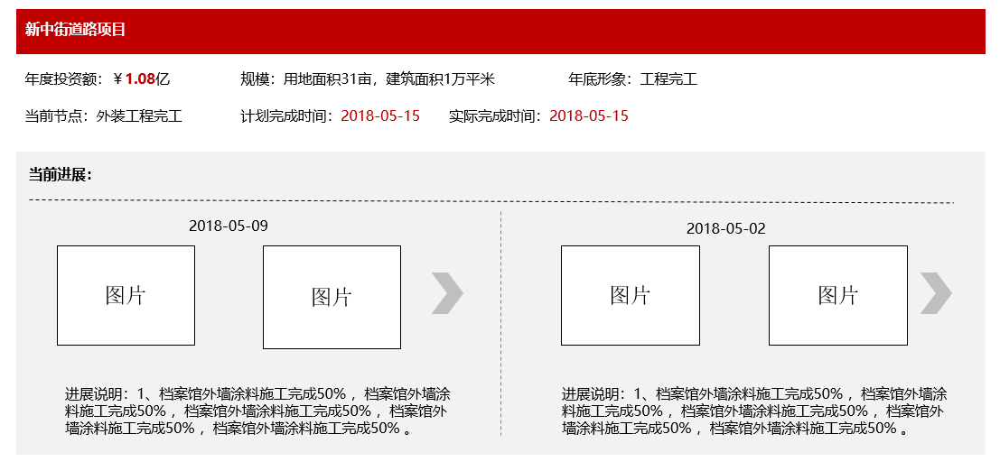 新中街道路项目
年度投资额：￥1.08亿 规模：用地面积31亩，建筑面积1万平米 年底形象：工程完工
当前节点：外装工程完工 计划完成时间：2018-05-15 实际完成时间：2018-05-15
当前进展：
2018-05-09
图片 图片
进展说明：1、档案馆外墙涂料施工完成50% ，档案馆外墙涂
料施工完成50% ，档案馆外墙涂料施工完成50% ，档案馆外
墙涂料施工完成50% ，档案馆外墙涂料施工完成50% 。
2018-05-02
图片 图片
进展说明：1、档案馆外墙涂料施工完成50% ，档案馆外墙涂
料施工完成50% ，档案馆外墙涂料施工完成50% ，档案馆外
墙涂料施工完成50% ，档案馆外墙涂料施工完成50% 。